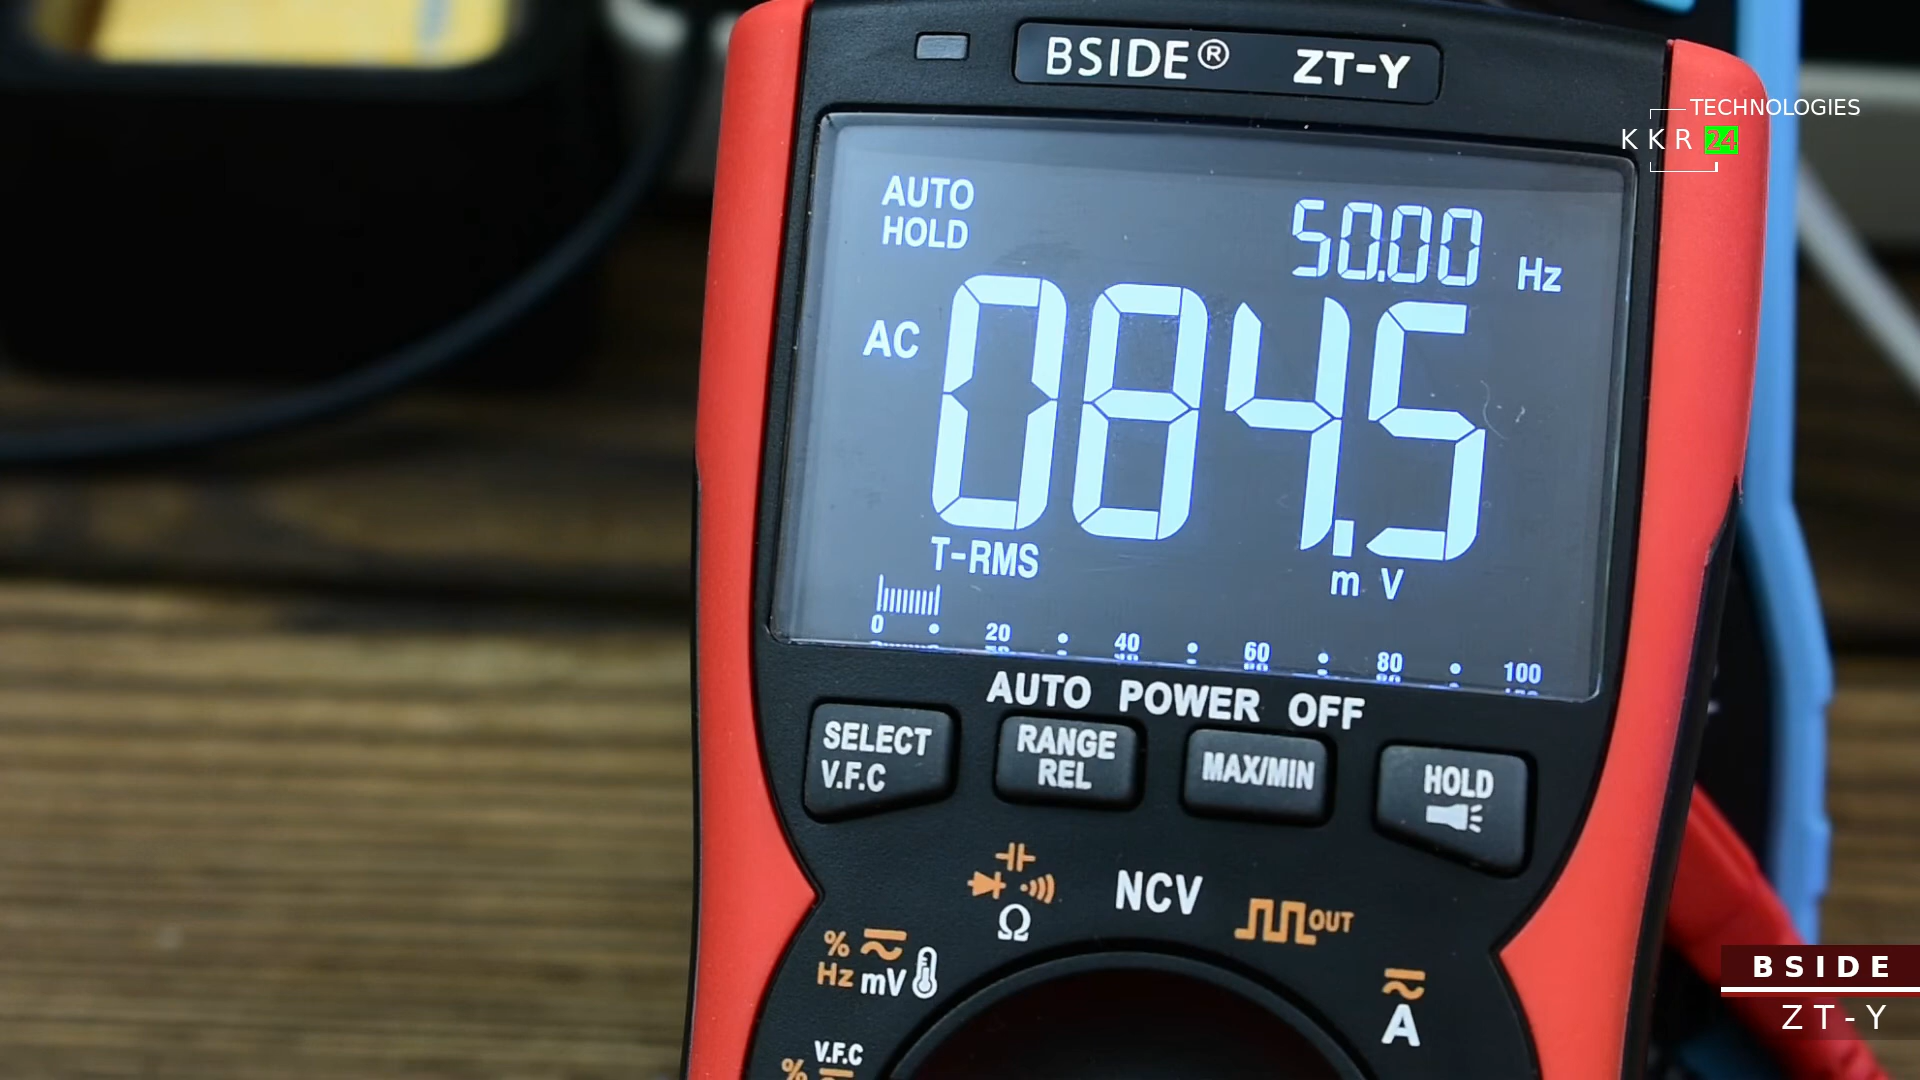 BSIDE® ZT-Y
TECHNOLOGIES
KKR 24
AUTO
HOLD
50.00 Hz
AC
084.5
T-RMS
m V
0 20 40 60 80 100
AUTO POWER OFF
SELECT
V.F.C
RANGE
REL
MAX/MIN
HOLD
NCV
Ω
OUT
%
Hz mV
A
V.F.C
%
BSIDE
ZT-Y